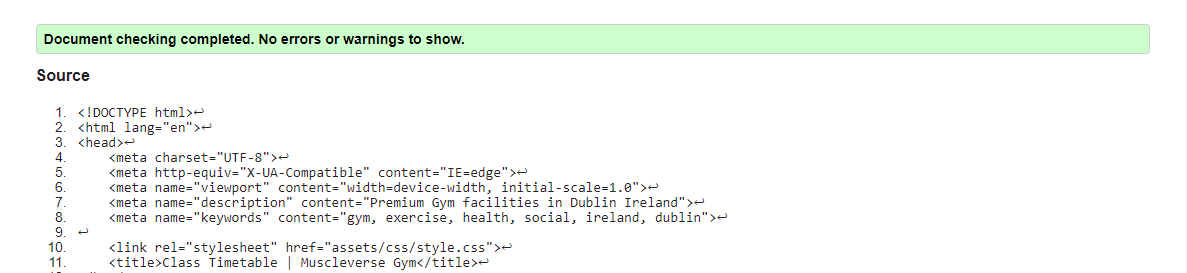 Document checking completed. No errors or warnings to show.
Source
1. <!DOCTYPE html>↩
2. <html lang="en">↩
3. <head>↩
4.     <meta charset="UTF-8">↩
5.     <meta http-equiv="X-UA-Compatible" content="IE=edge">↩
6.     <meta name="viewport" content="width=device-width, initial-scale=1.0">↩
7.     <meta name="description" content="Premium Gym facilities in Dublin Ireland">↩
8.     <meta name="keywords" content="gym, exercise, health, social, ireland, dublin">↩
9. ↩
10.     <link rel="stylesheet" href="assets/css/style.css">↩
11.     <title>Class Timetable | Muscleverse Gym</title>↩